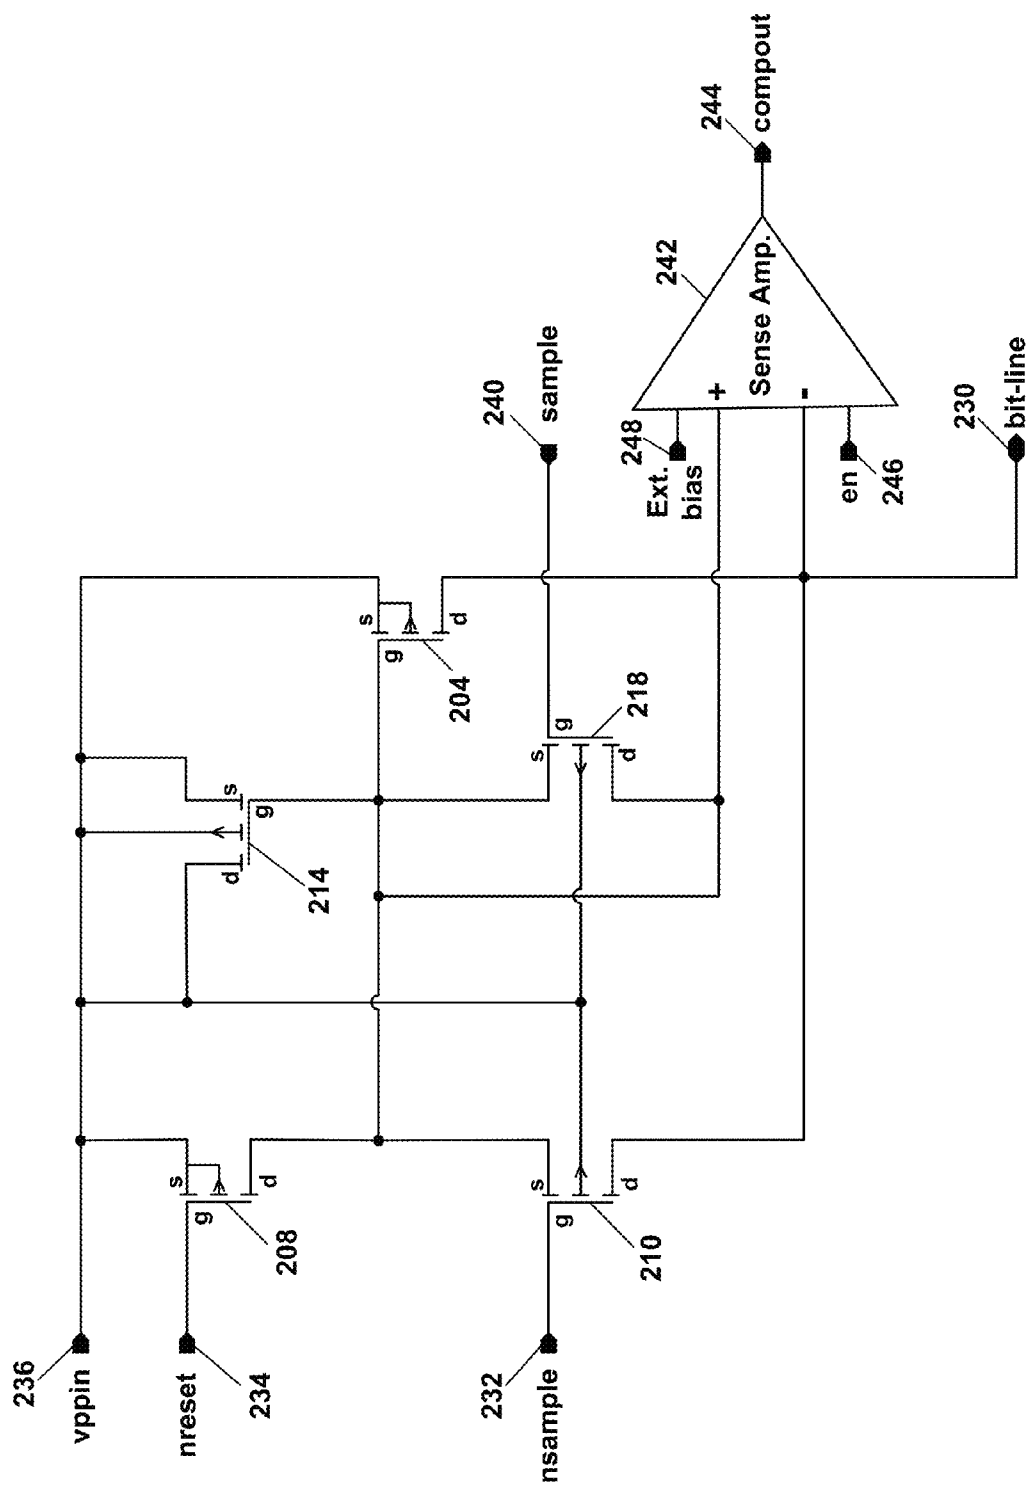 236
vppin
nreset
234
232
nsample
s
g
d
208
s
g
d
210
d
s
g
214
s
g
d
204
s
g
d
218
240
sample
Ext.
bias
248
+
-
Sense Amp.
242
en
246
244
compout
230
bit-line